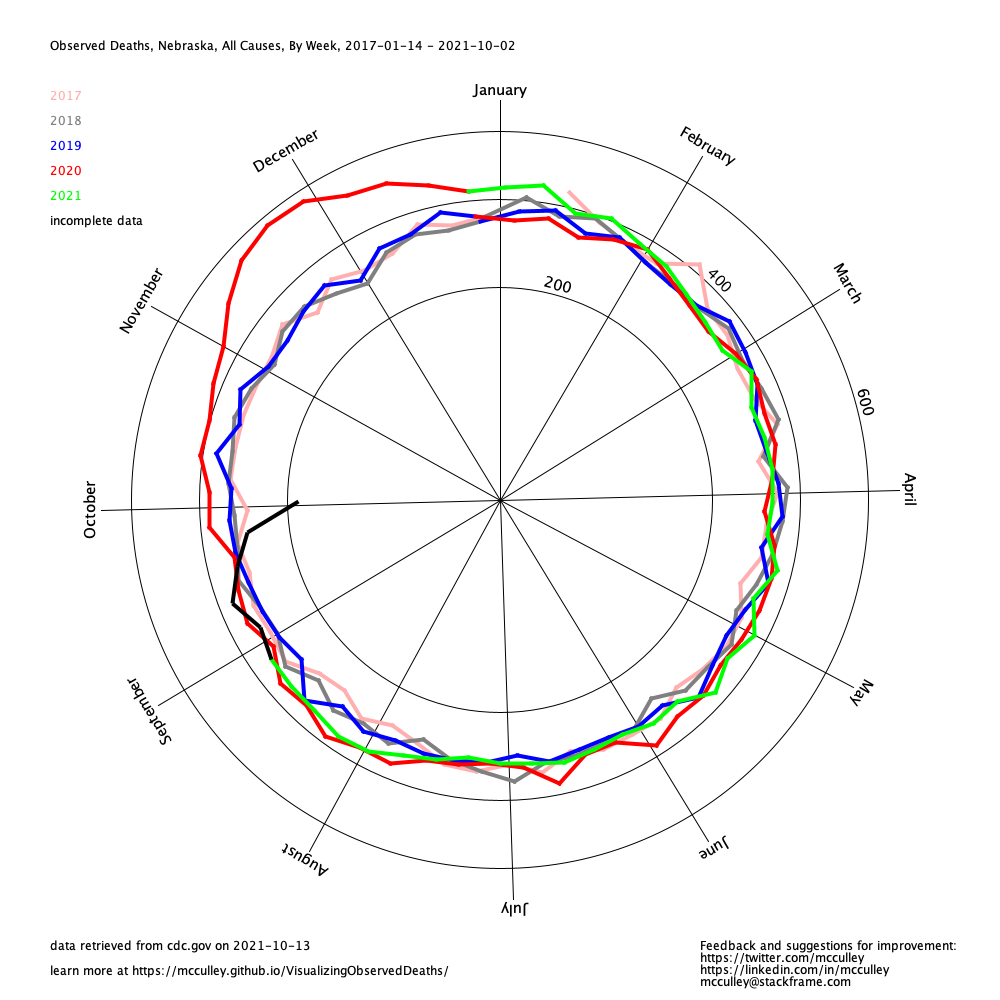 Observed Deaths, Nebraska, All Causes, By Week, 2017-01-14 - 2021-10-02
January
2017
2018
2019
2020
2021
incomplete data
December
February
November
March
200
400
600
October
April
September
May
August
June
July
data retrieved from cdc.gov on 2021-10-13
learn more at https://mcculley.github.io/VisualizingObservedDeaths/
Feedback and suggestions for improvement:
https://twitter.com/mcculley
https://linkedin.com/in/mcculley
mcculley@stackframe.com